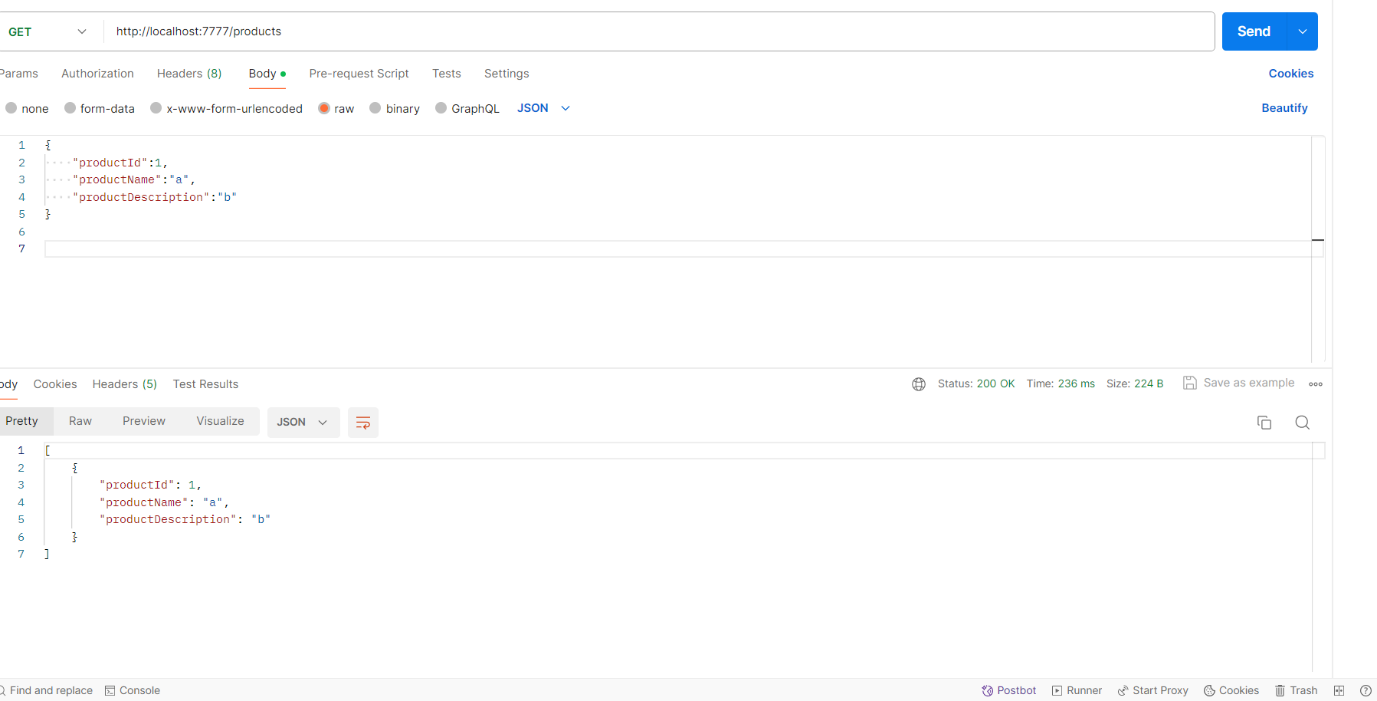 GET http://localhost:7777/products Send
Params Authorization Headers (8) Body Pre-request Script Tests Settings Cookies
none form-data x-www-form-urlencoded raw binary GraphQL JSON Beautify
1 {
2 ····"productId":1,
3 ····"productName":"a",
4 ····"productDescription":"b"
5 }
6
7
ody Cookies Headers (5) Test Results Status: 200 OK Time: 236 ms Size: 224 B Save as example
Pretty Raw Preview Visualize JSON
1 [
2 {
3 "productId": 1,
4 "productName": "a",
5 "productDescription": "b"
6 }
7 ]
Find and replace Console Postbot Runner Start Proxy Cookies Trash